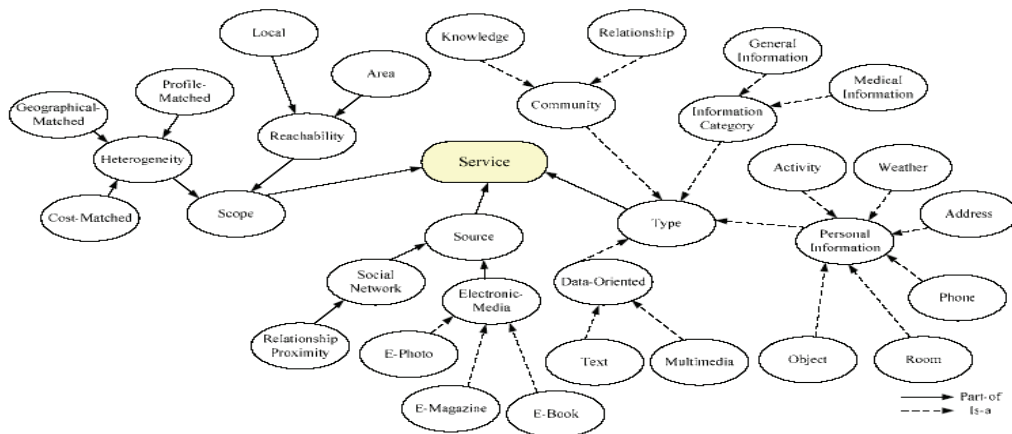 Local
Knowledge
Relationship
General
Information
Area
Medical
Information
Profile-
Matched
Geographical-
Matched
Community
Information
Category
Reachability
Heterogeneity
Service
Activity
Weather
Cost-Matched
Scope
Address
Source
Type
Personal
Information
Social
Network
Electronic-
Media
Data-Oriented
Phone
Relationship
Proximity
E-Photo
Text
Multimedia
Object
Room
E-Magazine
E-Book
Part-of
Is-a